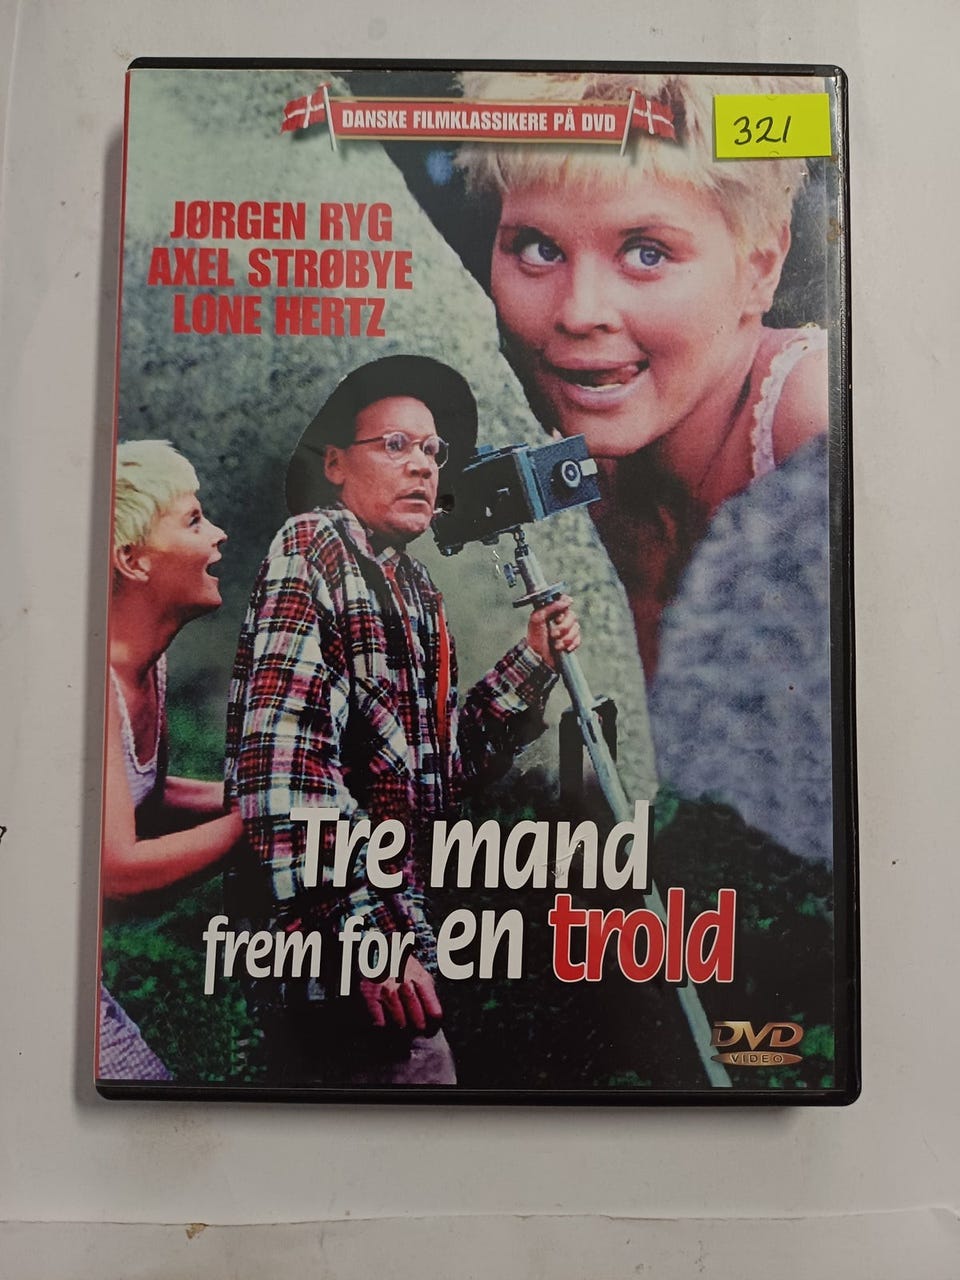 DANSKE FILMKLASSIKERE PÅ DVD
321
JØRGEN RYG
AXEL STRØBYE
LONE HERTZ
Tre mand
frem for en trold
DVD
VIDEO